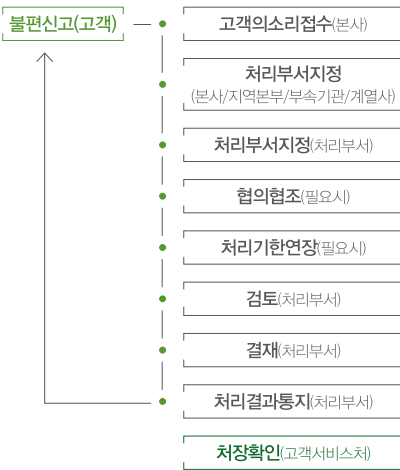 불편신고(고객)
고객의소리접수(본사)
처리부서지정
(본사/지역본부/부속기관/계열사)
처리부서지정(처리부서)
협의협조(필요시)
처리기한연장(필요시)
검토(처리부서)
결재(처리부서)
처리결과통지(처리부서)
처장확인(고객서비스처)